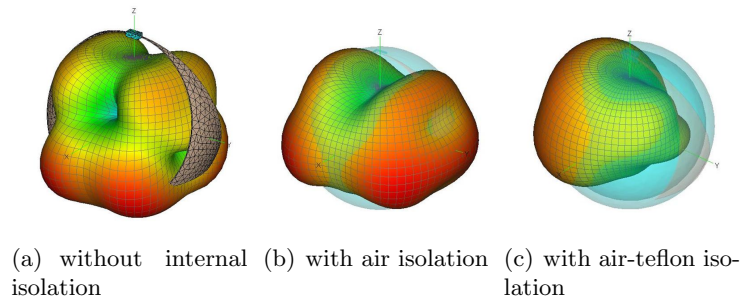 Z
Z
Z
X
Y
X
X
Y
(a) without internal isolation
(b) with air isolation
(c) with air-teflon iso-
lation